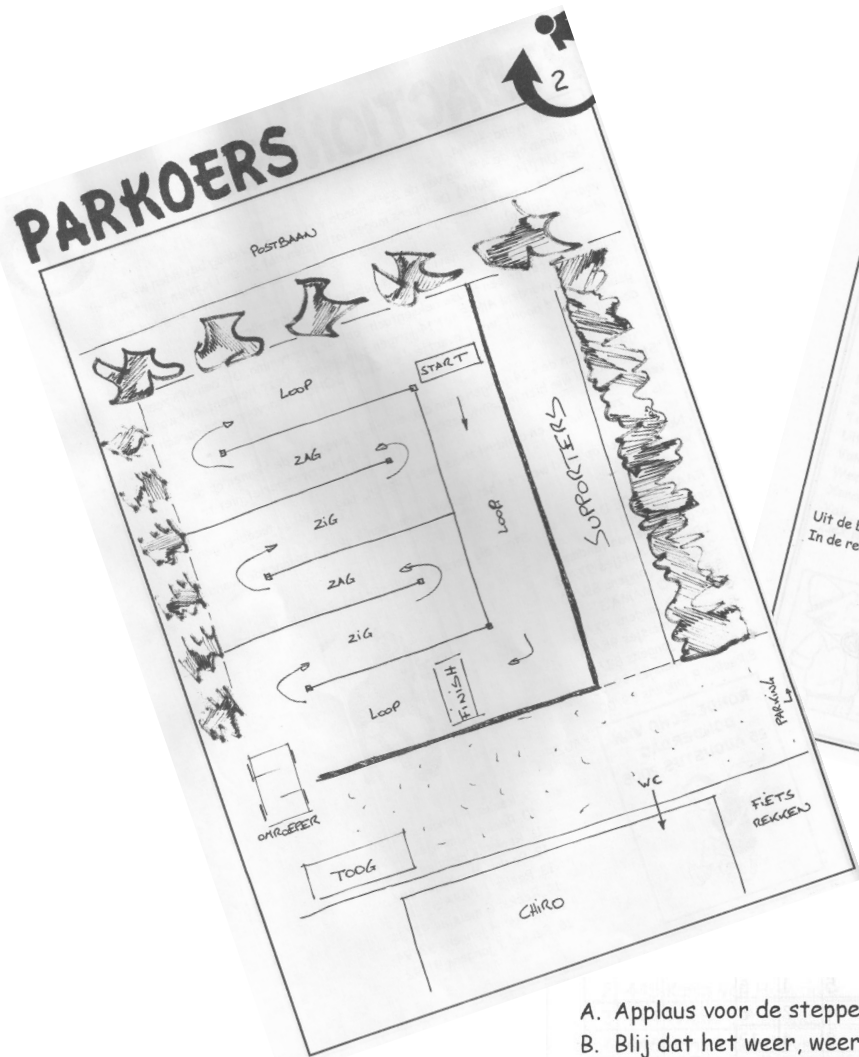 2
PARKOERS
POSTBAAN
START
LOOP
ZAG
ZIG
ZAG
ZIG
LOOP
LOOP
SUPPORTERS
FINISH
PARKING
OMROEPER
WC
FIETS
REKKEN
TOOG
CHIRO
Uit de
In de re
A. Applaus voor de steppe
B. Blij dat het weer, weer